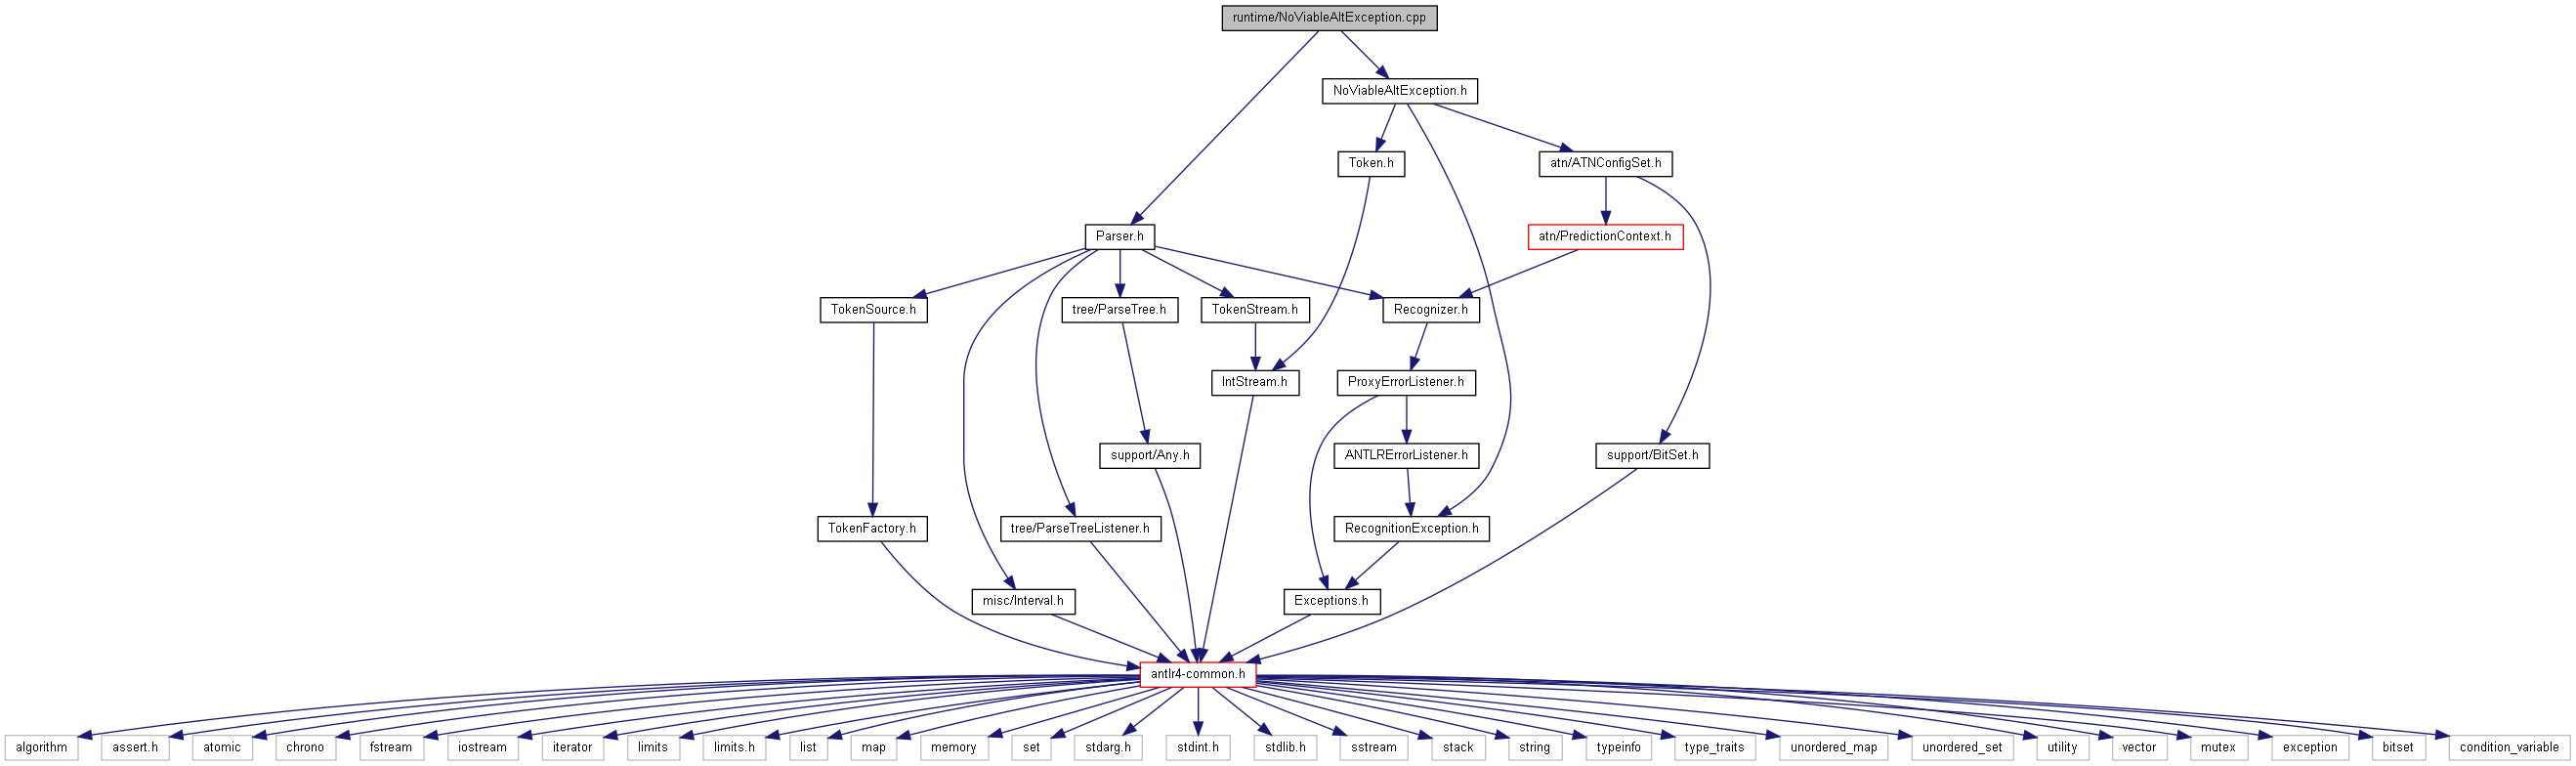 runtime/NoViableAltException.cpp
NoViableAltException.h
Token.h
atn/ATNConfigSet.h
Parser.h
atn/PredictionContext.h
TokenSource.h
tree/ParseTree.h
TokenStream.h
Recognizer.h
IntStream.h
ProxyErrorListener.h
support/Any.h
ANTLRErrorListener.h
support/BitSet.h
TokenFactory.h
tree/ParseTreeListener.h
RecognitionException.h
misc/Interval.h
Exceptions.h
antlr4-common.h
algorithm
assert.h
atomic
chrono
fstream
iostream
iterator
limits
limits.h
list
map
memory
set
stdarg.h
stdint.h
stdlib.h
sstream
stack
string
typeinfo
type_traits
unordered_map
unordered_set
utility
vector
mutex
exception
bitset
condition_variable